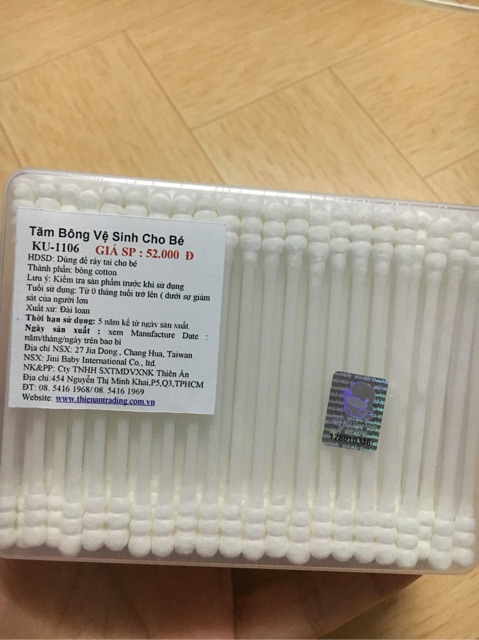 Tăm Bông Vệ Sinh Cho Bé
KU-1106 GIÁ SP : 52.000 Đ
HDSD: Dùng để ráy tai cho bé
Thành phần: bông cotton
Lưu ý: Kiểm tra sản phẩm trước khi sử dụng
Tuổi sử dụng: Từ 0 tháng tuổi trở lên ( dưới sự giám
sát của người lớn
Xuất xứ: Đài loan
Thời hạn sử dụng: 5 năm kể từ ngày sản xuất.
Ngày sản xuất : xem Manufacture Date :
năm/tháng/ngày trên bao bì
Địa chỉ NSX: 27 Jia Dong , Chang Hua, Taiwan
NSX: Jini Baby International Co., ltd.
NK&PP: Cty TNHH SXTMDVXNK Thiên Ân
Địa chỉ:454 Nguyễn Thị Minh Khai,P5,Q3,TPHCM
ĐT: 08. 5416 1968/ 08. 5416 1969
Website: www.thienantrading.com.vn